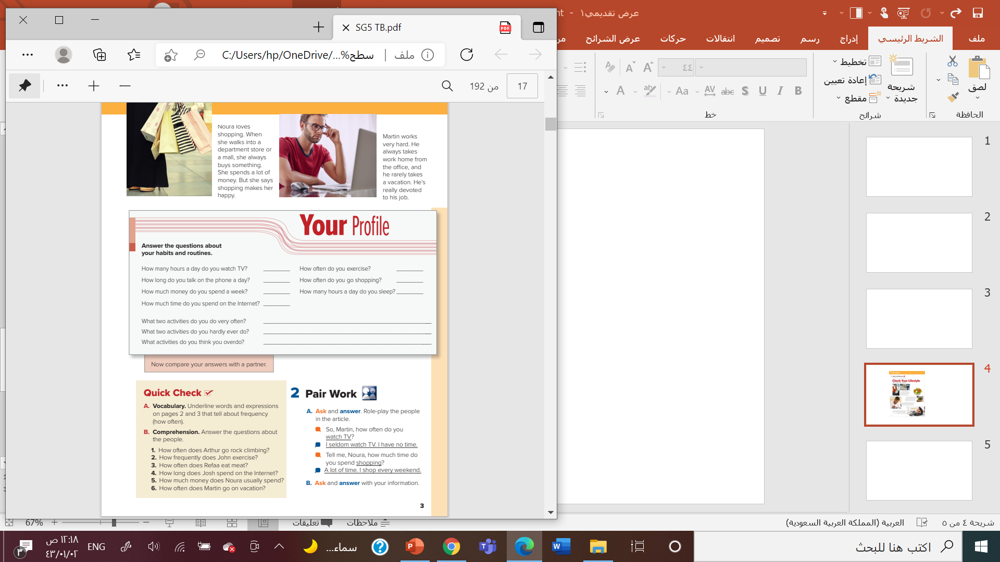 SG5 TB.pdf
C:/Users/hp/OneDrive/...%سطح
ملف
17
من 192
Noura loves
shopping. When
she walks into a
department store or
a mall, she always
buys something.
She spends a lot of
money. But she says
shopping makes her
happy.
Martin works
very hard. He
always takes
work home from
the office, and
he rarely takes
a vacation. He's
really devoted
to his job.
Your Profile
Answer the questions about
your habits and routines.
How many hours a day do you watch TV?
How long do you talk on the phone a day?
How much money do you spend a week?
How much time do you spend on the Internet?
How often do you exercise?
How often do you go shopping?
How many hours a day do you sleep?
What two activities do you do very often?
What two activities do you hardly ever do?
What activities do you think you overdo?
Now compare your answers with a partner.
Quick Check
A. Vocabulary. Underline words and expressions
on pages 2 and 3 that tell about frequency
(how often).
B. Comprehension. Answer the questions about
the people.
1. How often does Arthur go rock climbing?
2. How frequently does John exercise?
3. How often does Refaa eat meat?
4. How long does Josh spend on the Internet?
5. How much money does Noura usually spend?
6. How often does Martin go on vacation?
2 Pair Work
A. Ask and answer. Role-play the people
in the article.
So, Martin, how often do you
watch TV?
I seldom watch TV. I have no time.
Tell me, Noura, how much time do
you spend shopping?
A lot of time. I shop every weekend.
B. Ask and answer with your information.
3
عرض تقديمي١ -
ملف
الشريط الرئيسي
إدراج
رسم
تصميم
انتقالات
حركات
عرض الشرائح
لصق
الحافظة
شريحة
جديدة
تخطيط
إعادة تعيين
مقطع
شرائح
٤٤
B I U S abc AV Aa A
خط
1
2
3
4
Check Your Lifestyle
5
شريحة ٤ من ٥
العربية (المملكة العربية السعودية)
ملاحظات
تعليقات
67%
اكتب هنا للبحث
سماء...
ENG
١٢:١٨ ص
٤٣/٠١/٠٢
٣